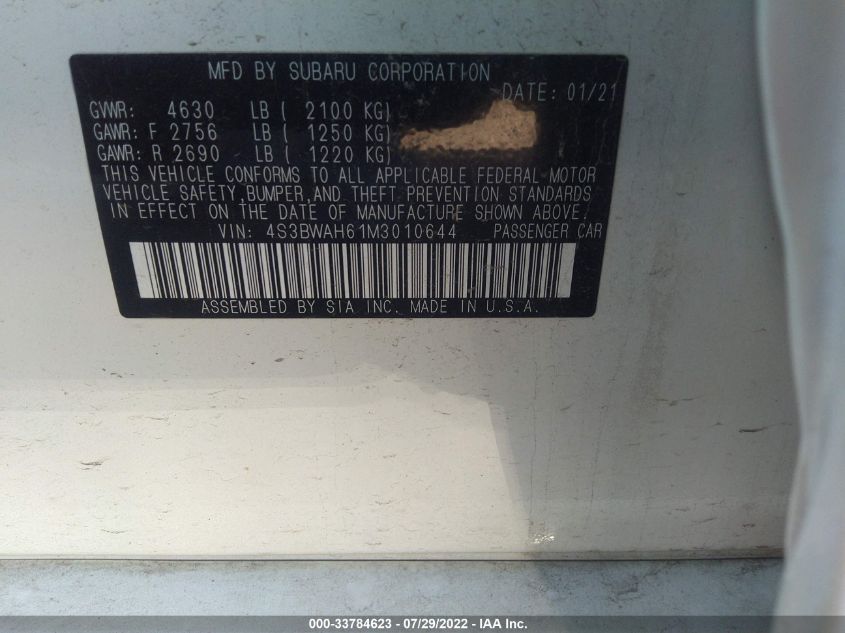 MFD BY SUBARU CORPORATION
DATE: 01/21
GVWR: 4630 LB ( 2100 KG)
GAWR: F 2756 LB ( 1250 KG)
GAWR: R 2690 LB ( 1220 KG)
THIS VEHICLE CONFORMS TO ALL APPLICABLE FEDERAL MOTOR
VEHICLE SAFETY,BUMPER,AND THEFT PREVENTION STANDARDS
IN EFFECT ON THE DATE OF MANUFACTURE SHOWN ABOVE.
VIN: 4S3BWAH61M3010644 PASSENGER CAR
ASSEMBLED BY SIA INC. MADE IN U.S.A.
000-33784623 - 07/29/2022 - IAA Inc.